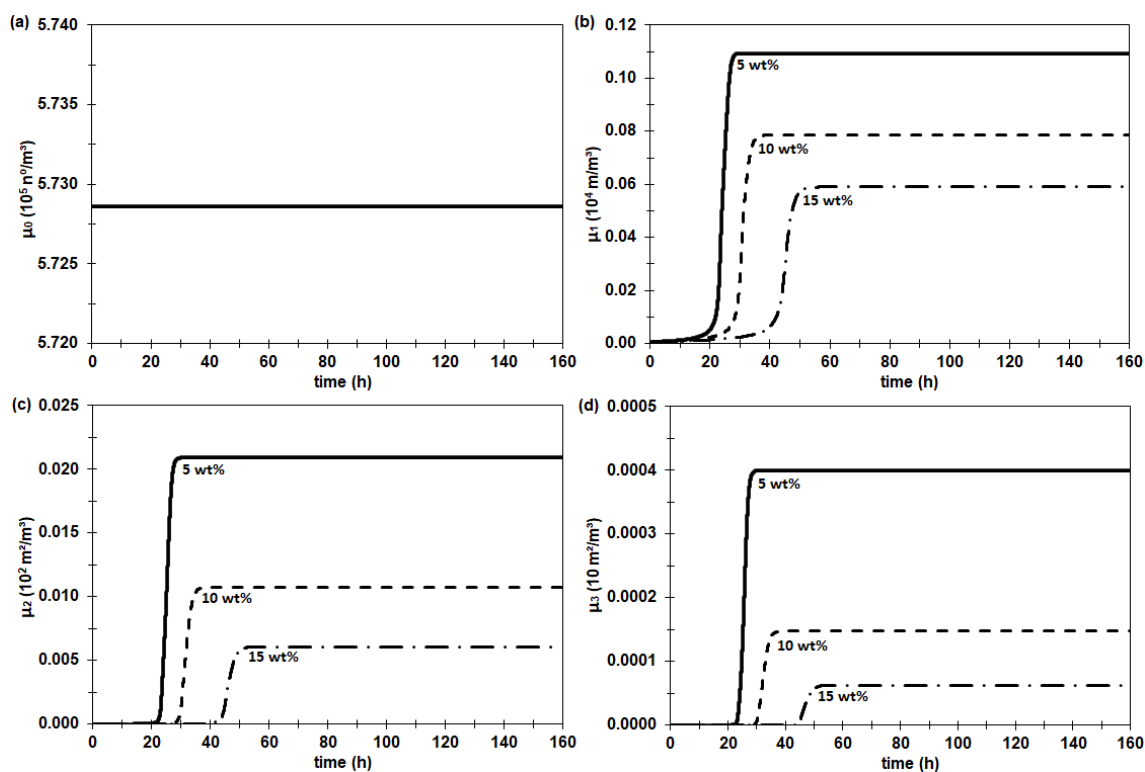 (a)
5.740
5.735
5.730
5.725
5.720
μ₀ (10⁵ nº/m³)
0 20 40 60 80 100 120 140 160
time (h)
(b)
0.12
0.10
0.08
0.06
0.04
0.02
0.00
μ₁ (10⁴ m/m³)
5 wt%
10 wt%
15 wt%
0 20 40 60 80 100 120 140 160
time (h)
(c)
0.025
0.020
0.015
0.010
0.005
0.000
μ₂ (10² m²/m³)
5 wt%
10 wt%
15 wt%
0 20 40 60 80 100 120 140 160
time (h)
(d)
0.0005
0.0004
0.0003
0.0002
0.0001
0.0000
μ₃ (10 m²/m³)
5 wt%
10 wt%
15 wt%
0 20 40 60 80 100 120 140 160
time (h)